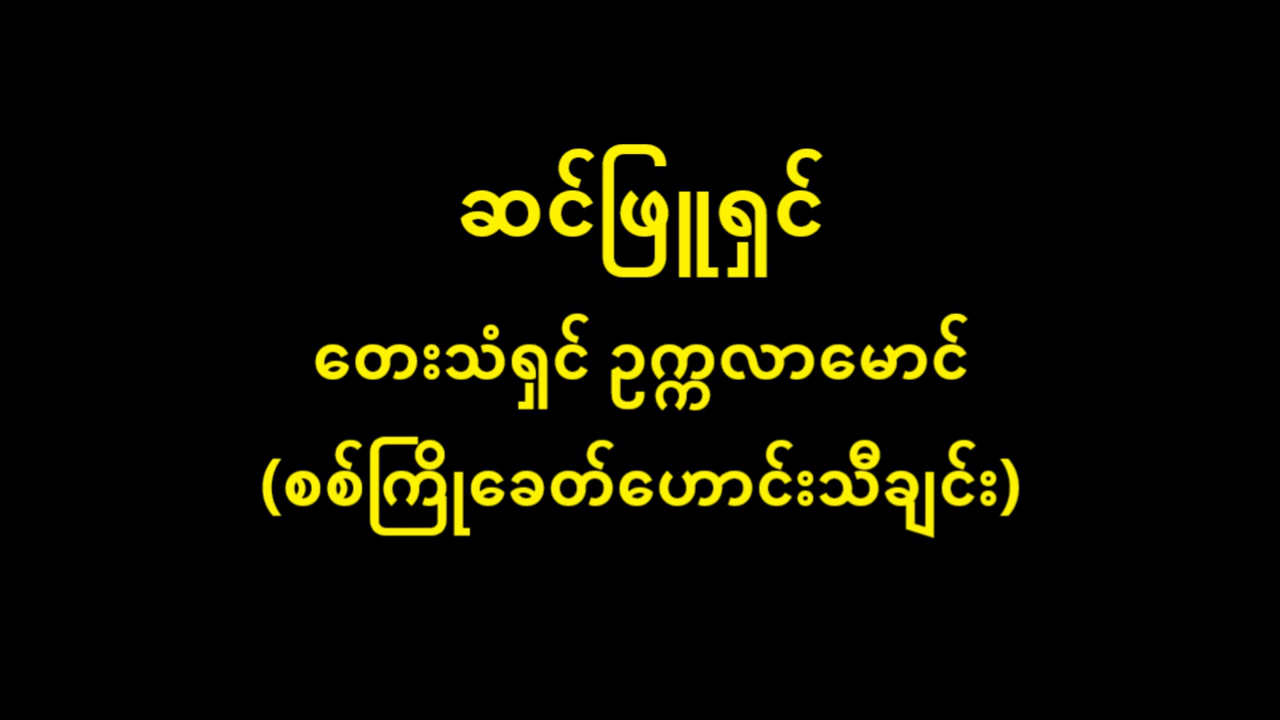 ဆင်ဖြူရှင်
တေးသံရှင် ဥက္ကလာမောင်
(စစ်ကြိုခေတ်ဟောင်းသီချင်း)